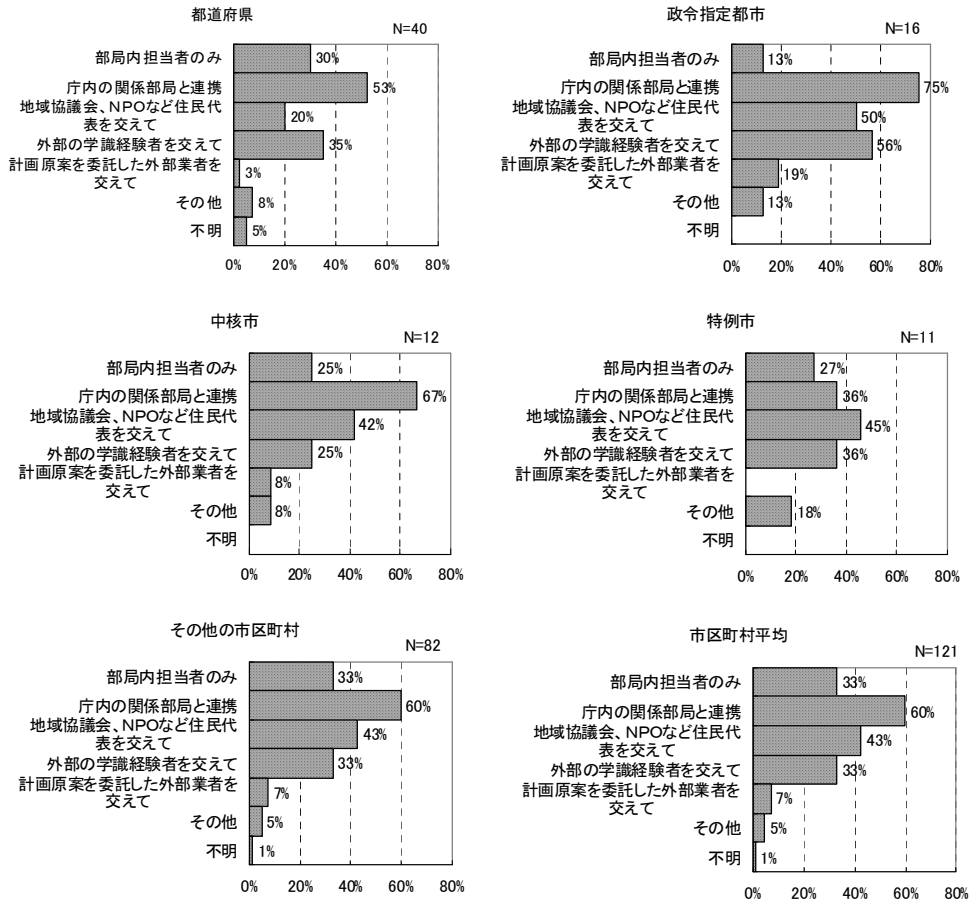 都道府県
N=40
部局内担当者のみ
30%
庁内の関係部局と連携
53%
地域協議会、NPOなど住民代
表を交えて
20%
外部の学識経験者を交えて
35%
計画原案を委託した外部業者を
交えて
3%
その他
8%
不明
5%
0% 20% 40% 60% 80%
政令指定都市
N=16
部局内担当者のみ
13%
庁内の関係部局と連携
75%
地域協議会、NPOなど住民代
表を交えて
50%
外部の学識経験者を交えて
56%
計画原案を委託した外部業者を
交えて
19%
その他
13%
不明
0% 20% 40% 60% 80%
中核市
N=12
部局内担当者のみ
25%
庁内の関係部局と連携
67%
地域協議会、NPOなど住民代
表を交えて
42%
外部の学識経験者を交えて
25%
計画原案を委託した外部業者を
交えて
8%
その他
8%
不明
0% 20% 40% 60% 80%
特例市
N=11
部局内担当者のみ
27%
庁内の関係部局と連携
36%
地域協議会、NPOなど住民代
表を交えて
45%
外部の学識経験者を交えて
36%
計画原案を委託した外部業者を
交えて
その他
18%
不明
0% 20% 40% 60% 80%
その他の市区町村
N=82
部局内担当者のみ
33%
庁内の関係部局と連携
60%
地域協議会、NPOなど住民代
表を交えて
43%
外部の学識経験者を交えて
33%
計画原案を委託した外部業者を
交えて
7%
その他
5%
不明
1%
0% 20% 40% 60% 80%
市区町村平均
N=121
部局内担当者のみ
33%
庁内の関係部局と連携
60%
地域協議会、NPOなど住民代
表を交えて
43%
外部の学識経験者を交えて
33%
計画原案を委託した外部業者を
交えて
7%
その他
5%
不明
1%
0% 20% 40% 60% 80%